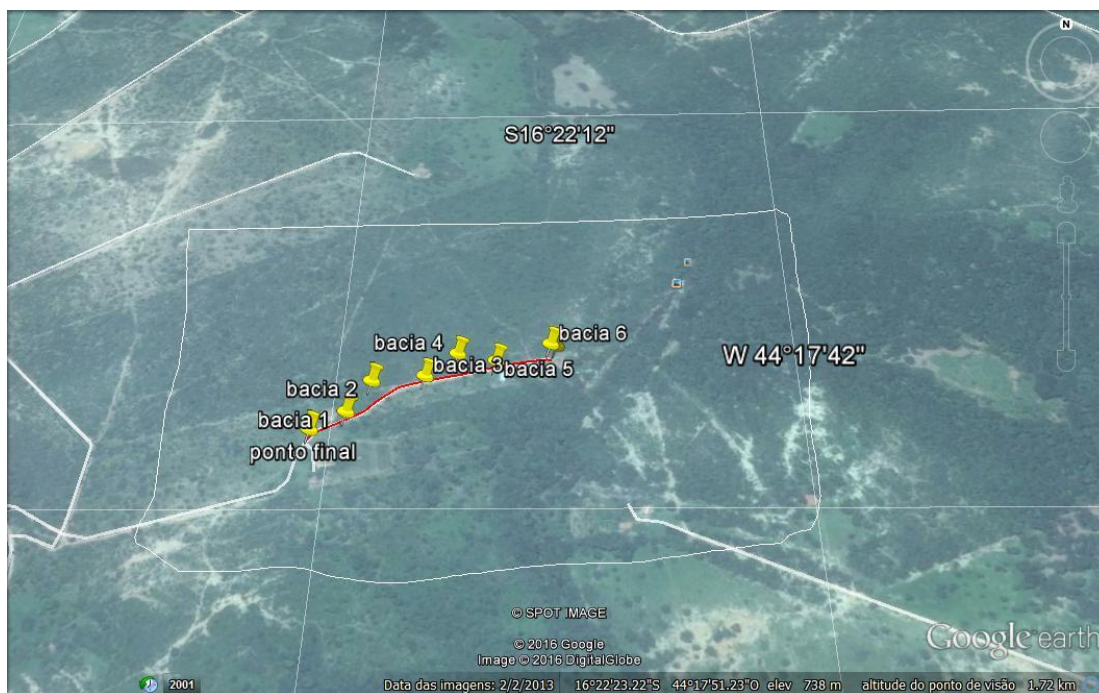 N
S16°22'12"
bacia 6
bacia 4
W 44°17'42"
bacia 3
bacia 5
bacia 2
bacia 1
ponto final
© SPOT IMAGE
Google earth
© 2016 Google
Image © 2016 DigitalGlobe
2001 Data das imagens: 2/2/2013 16°22'23.22"S 44°17'51.23"O elev 738 m altitude do ponto de visão 1.72 km